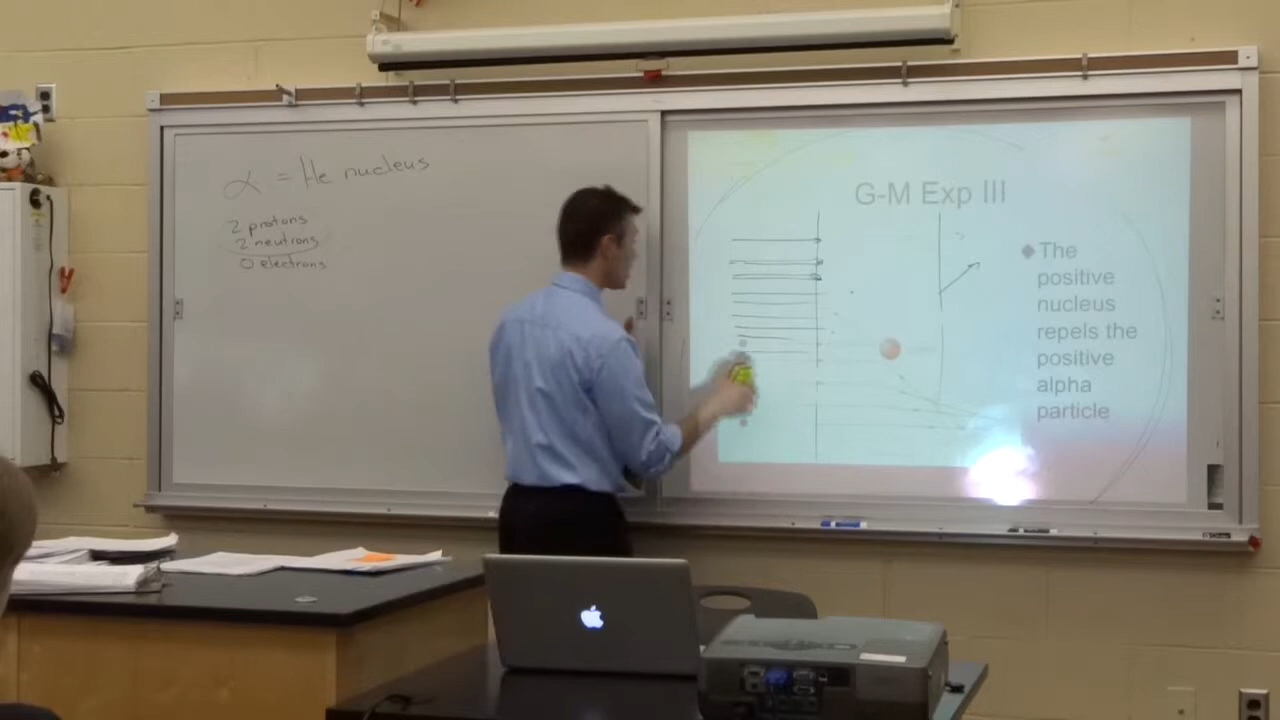 α = He nucleus
2 protons
2 neutrons
0 electrons
G-M Exp III
The
positive
nucleus
repels the
positive
alpha
particle